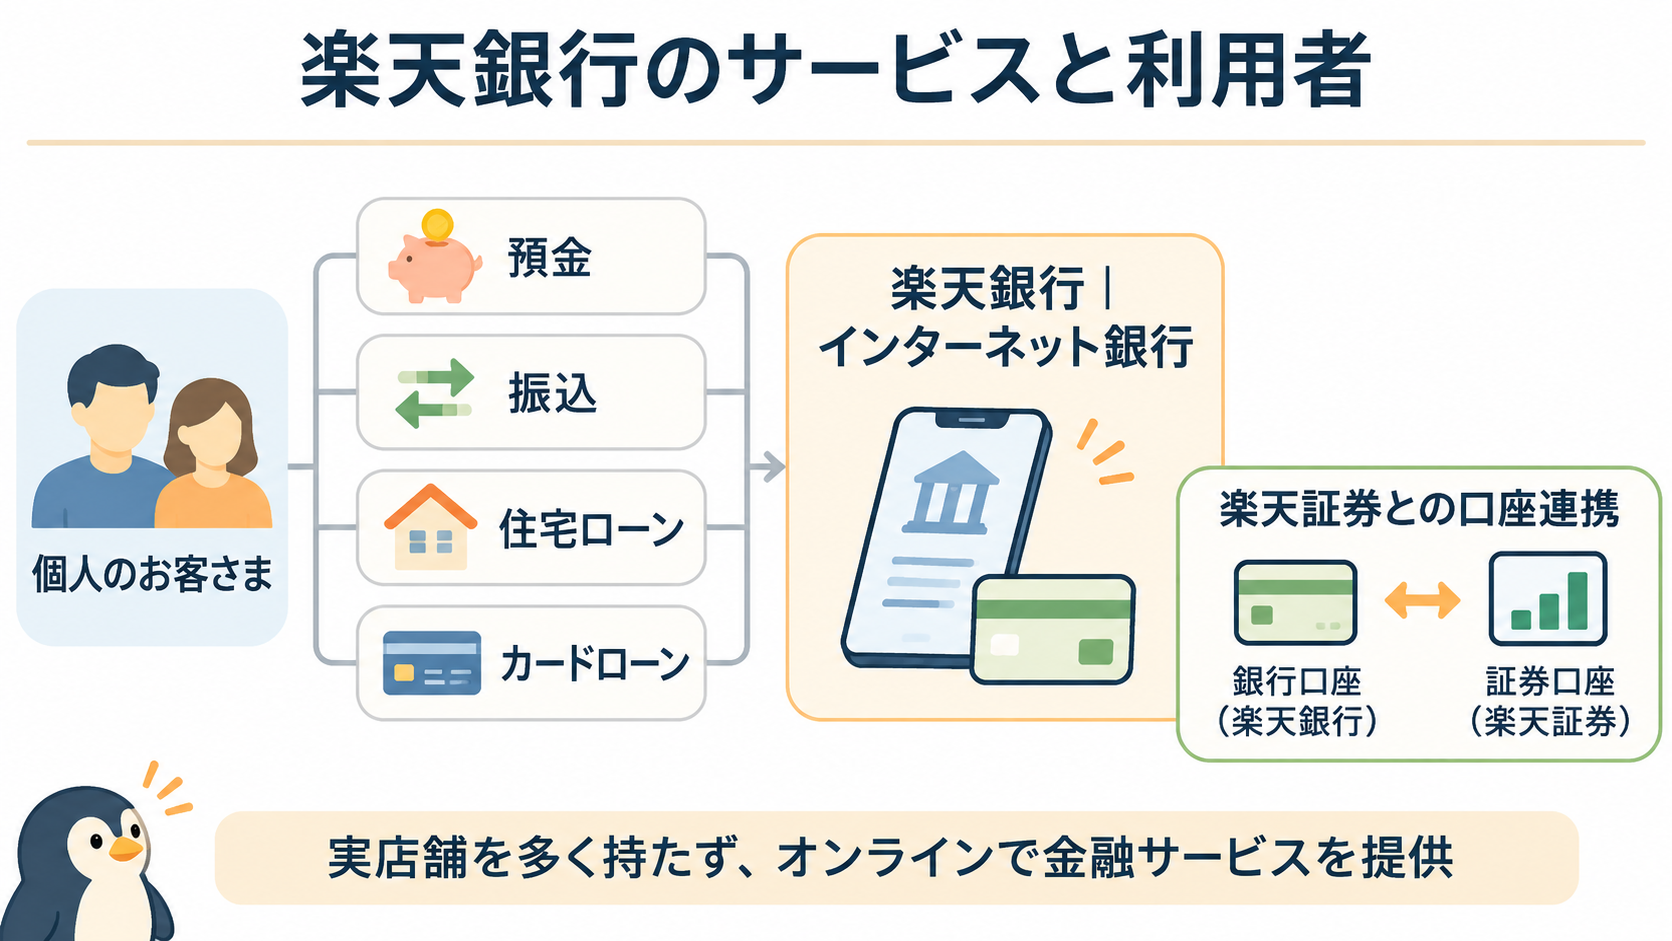 楽天銀行のサービスと利用者
個人のお客さま
預金
振込
住宅ローン
カードローン
楽天銀行｜
インターネット銀行
楽天証券との口座連携
銀行口座
（楽天銀行）
証券口座
（楽天証券）
実店舗を多く持たず、オンラインで金融サービスを提供